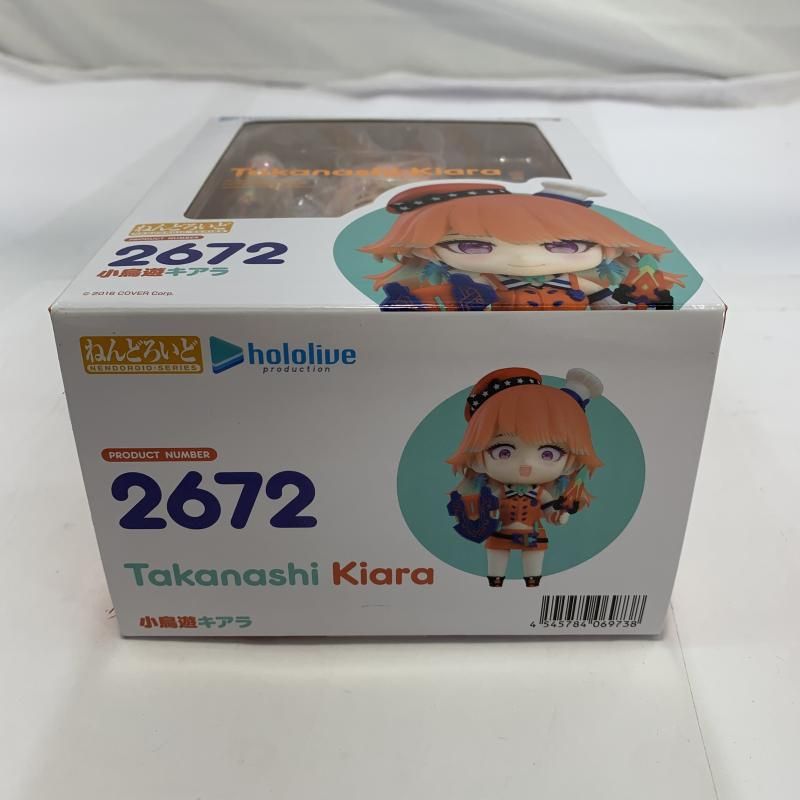 Takanashi Kiara
ねんどろいど
PRODUCT NUMBER
2672
小鳥遊キアラ
© 2016 COVER Corp.
ねんどろいど
NENDOROID·SERIES
hololive
production
PRODUCT NUMBER
2672
Takanashi Kiara
小鳥遊キアラ
4 545784 069738